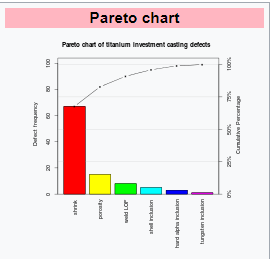 Pareto chart
Pareto chart of titanium investment casting defects
Defect frequency
0
20
40
60
80
100
0%
25%
50%
75%
100%
Cumulative Percentage
shrink
porosity
weld LOP
shell inclusion
hard alpha inclusion
tungsten inclusion